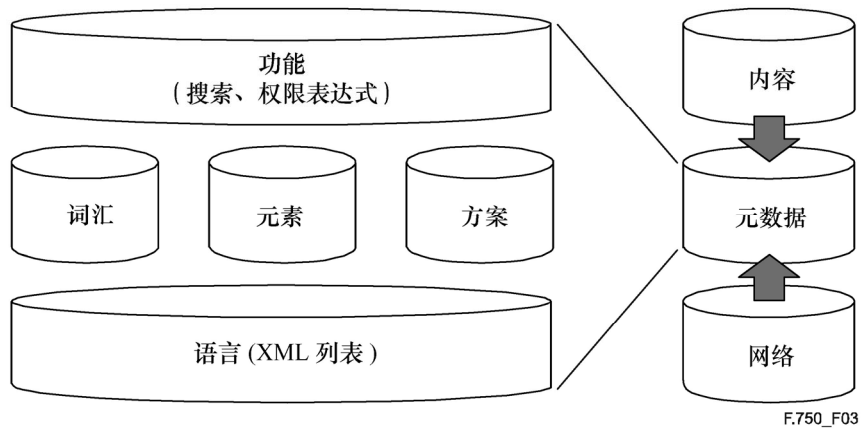 功能
(搜索、权限表达式)
词汇
元素
方案
语言 (XML 列表)
内容
元数据
网络
F.750_F03